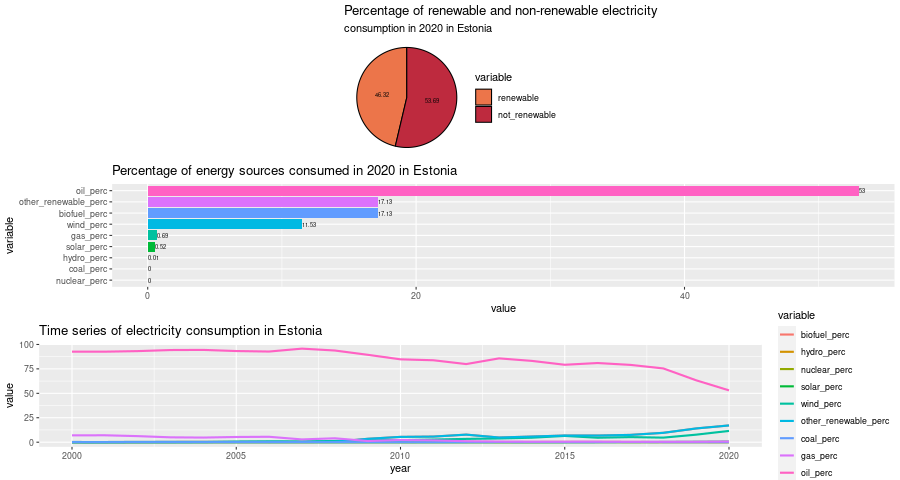 Percentage of renewable and non-renewable electricity
consumption in 2020 in Estonia
46.32
53.69
variable
renewable
not_renewable
Percentage of energy sources consumed in 2020 in Estonia
variable
oil_perc
53
other_renewable_perc
17.13
biofuel_perc
17.13
wind_perc
11.53
gas_perc
0.69
solar_perc
0.52
hydro_perc
0.01
coal_perc
0
nuclear_perc
0
0 20 40
value
Time series of electricity consumption in Estonia
value
100
75
50
25
0
2000 2005 2010 2015 2020
year
variable
biofuel_perc
hydro_perc
nuclear_perc
solar_perc
wind_perc
other_renewable_perc
coal_perc
gas_perc
oil_perc